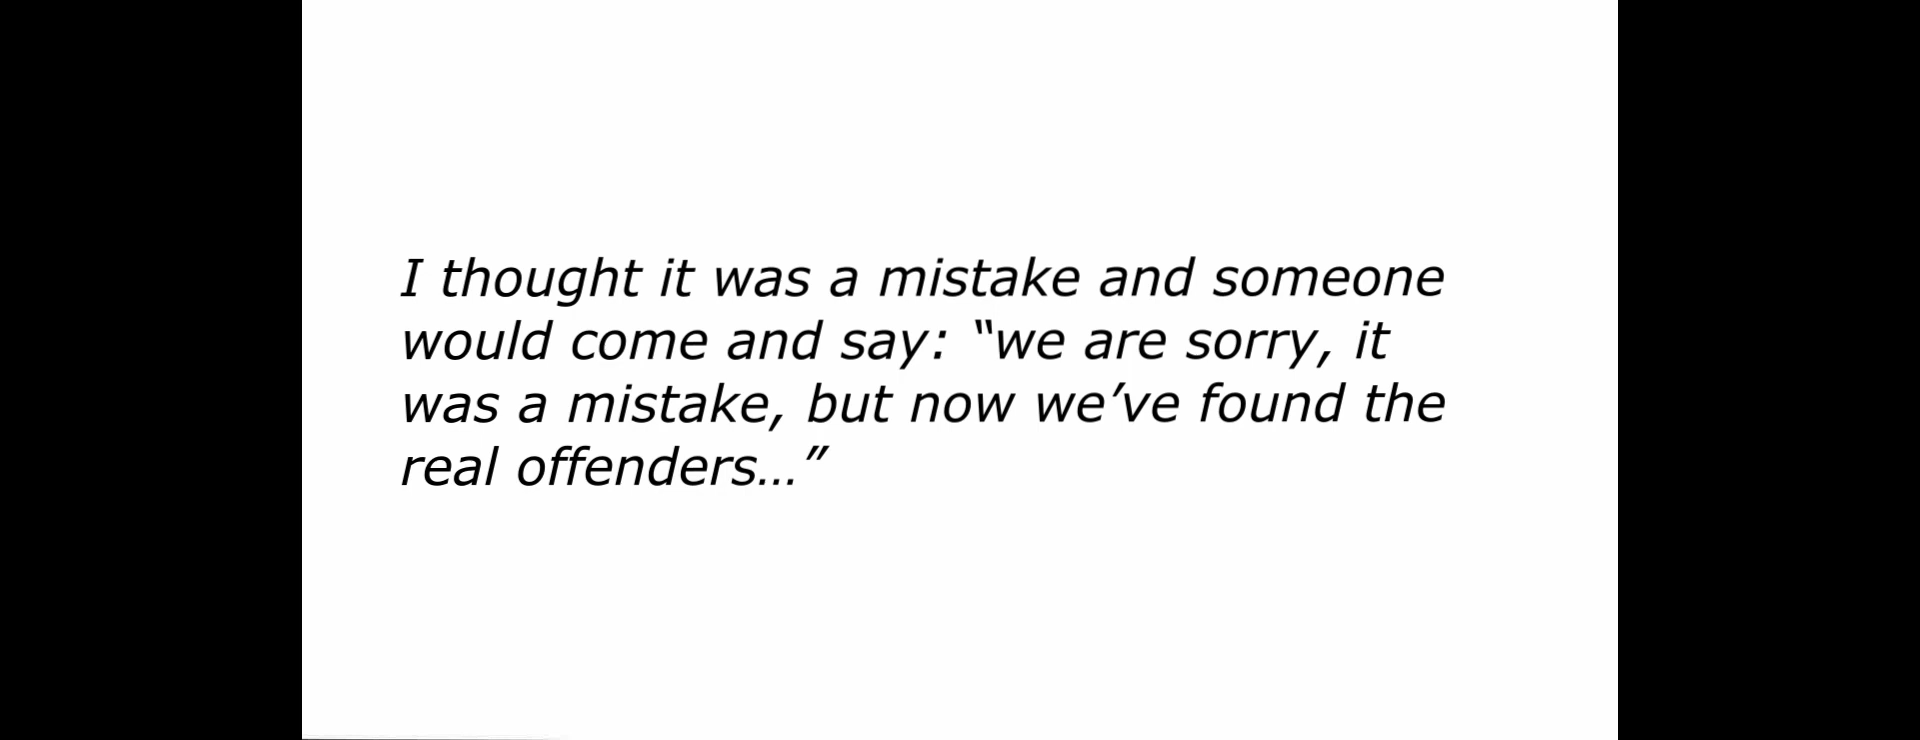 I thought it was a mistake and someone
would come and say: “we are sorry, it
was a mistake, but now we’ve found the
real offenders…”